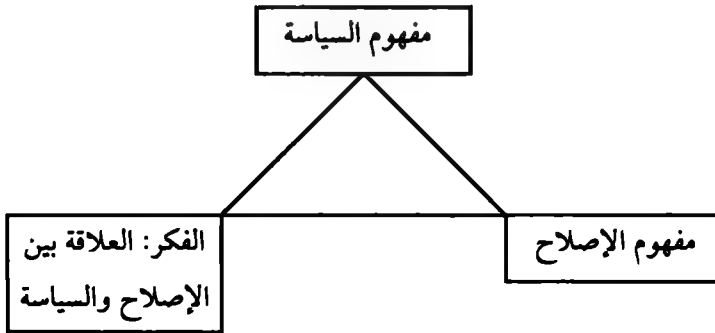 مفهوم السياسة
مفهوم الإصلاح
الفكر: العلاقة بين
الإصلاح والسياسة